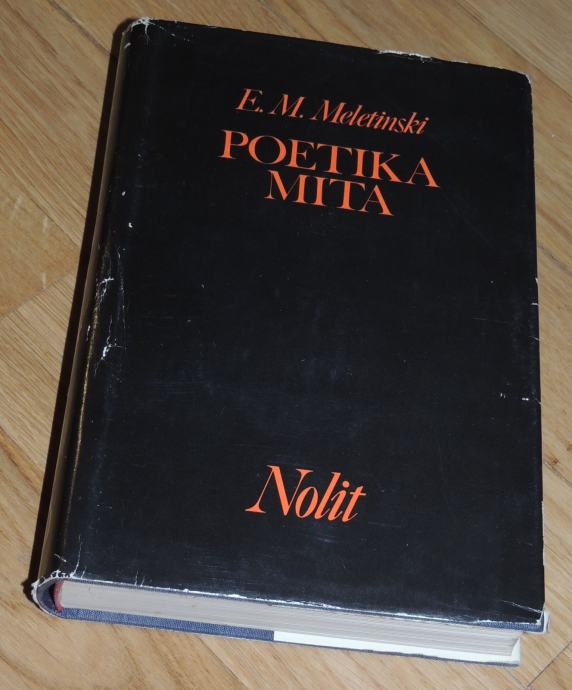 E. M. Meletinski
POETIKA
MITA
Nolit